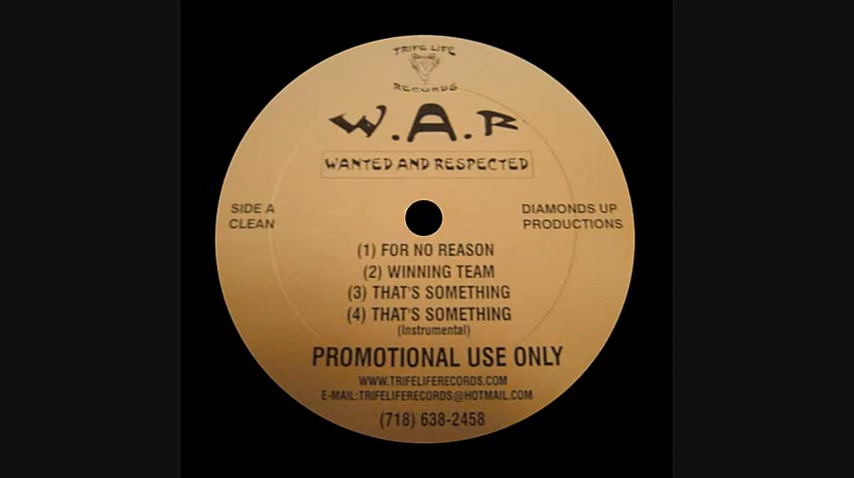 TRIFE LIFE
RECORDS
W.A.R
WANTED AND RESPECTED
SIDE A
CLEAN
DIAMONDS UP
PRODUCTIONS
(1) FOR NO REASON
(2) WINNING TEAM
(3) THAT'S SOMETHING
(4) THAT'S SOMETHING
(Instrumental)
PROMOTIONAL USE ONLY
WWW.TRIFELIFERECORDS.COM
E-MAIL:TRIFELIFERECORDS@HOTMAIL.COM
(718) 638-2458